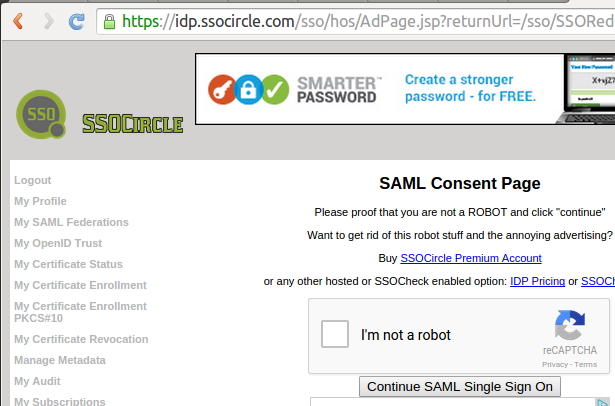 https://idp.ssocircle.com/sso/hos/AdPage.jsp?returnUrl=/sso/SSORed
SMARTER
PASSWORD™
Create a stronger
password - for FREE.
Your New Password
X+vjZ?
SSO
SSOCircle
Logout
My Profile
My SAML Federations
My OpenID Trust
My Certificate Status
My Certificate Enrollment
My Certificate Enrollment
PKCS#10
My Certificate Revocation
Manage Metadata
My Audit
My Subscriptions
SAML Consent Page
Please proof that you are not a ROBOT and click "continue"
Want to get rid of this robot stuff and the annoying advertising?
Buy SSOCircle Premium Account
or any other hosted or SSOCheck enabled option: IDP Pricing or SSOCh
I'm not a robot
reCAPTCHA
Privacy - Terms
Continue SAML Single Sign On